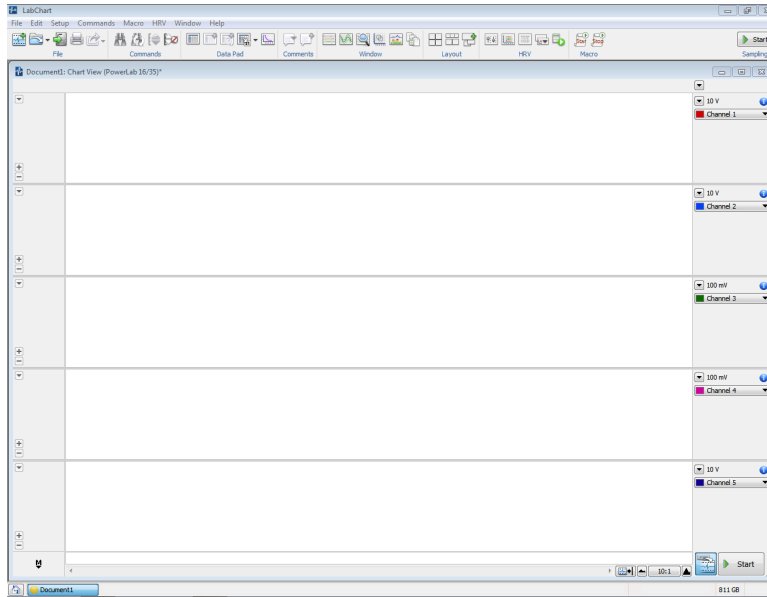 LabChart
File Edit Setup Commands Macro HRV Window Help
Start Stop
Start
File Commands Data Pad Comments Window Layout HRV Macro Sampling
Document1: Chart View (PowerLab 16/35)*
10 V
Channel 1
10 V
Channel 2
100 mV
Channel 3
100 mV
Channel 4
10 V
Channel 5
M
10:1
Start
Document1
811 GB